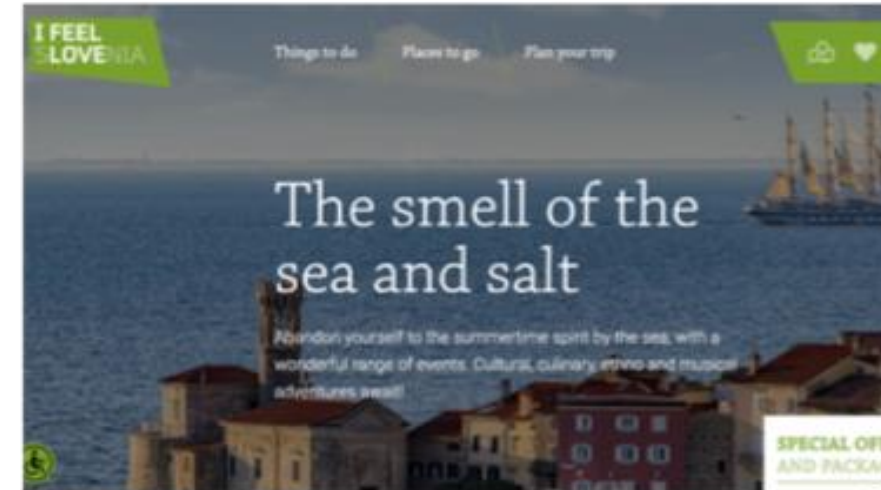 I FEEL
SLOVENIA
Things to do Places to go Plan your trip
The smell of the
sea and salt
Abandon yourself to the summertime spirit by the sea, with a
wonderful range of events. Cultural, culinary, ethno and musical
adventures await!
SPECIAL OF
AND PACKA